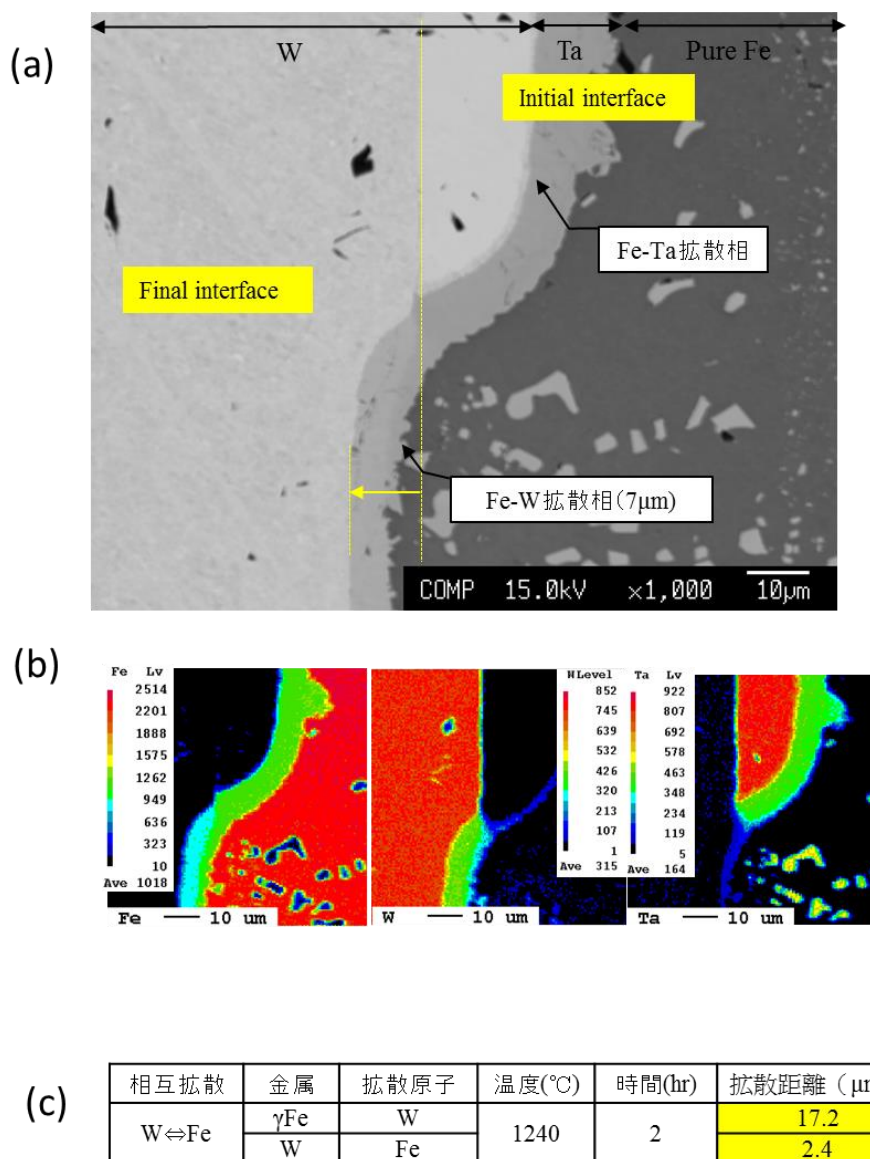 (a)
W Ta Pure Fe
Initial interface
Fe-Ta拡散相
Final interface
Fe-W拡散相(7μm)
COMP 15.0kV ×1,000 10μm
(b)
Fe Lv
2514
2201
1888
1575
1262
949
636
323
10
Ave 1018
Fe 10 um
W Level
852
745
639
532
426
320
213
107
1
Ave 315
W 10 um
Ta Lv
922
807
692
578
463
348
234
119
5
Ave 164
Ta 10 um
(c)
相互拡散 金属 拡散原子 温度(℃) 時間(hr) 拡散距離(μm
W⇔Fe γFe W 1240 2 17.2
W Fe 2.4